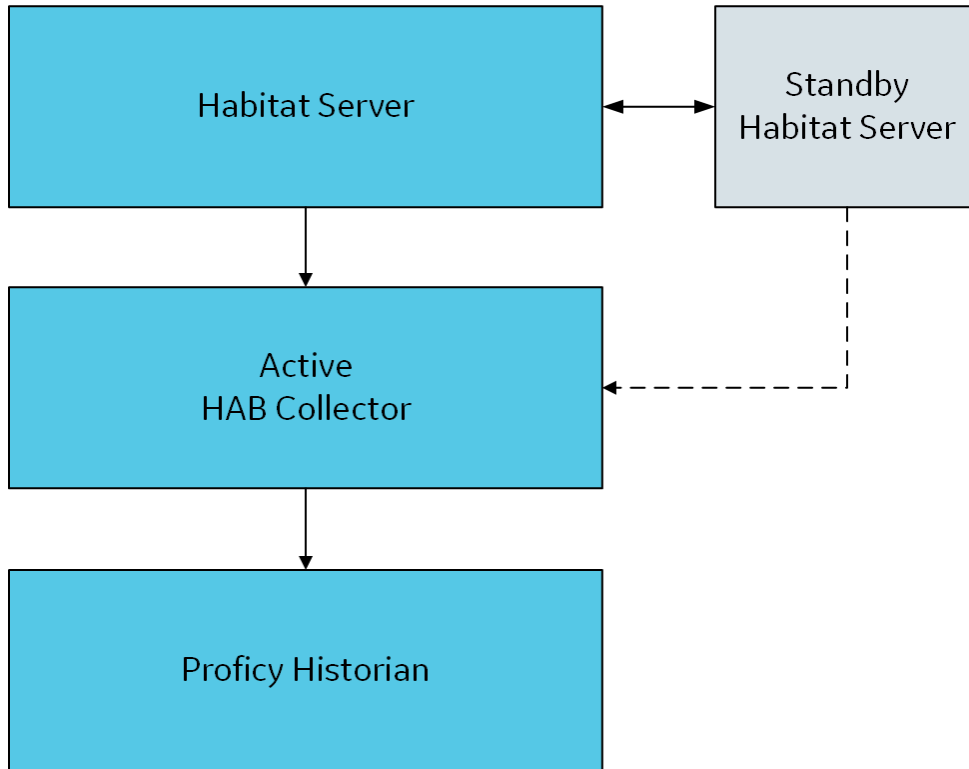 Habitat Server
Standby
Habitat Server
Active
HAB Collector
Proficy Historian